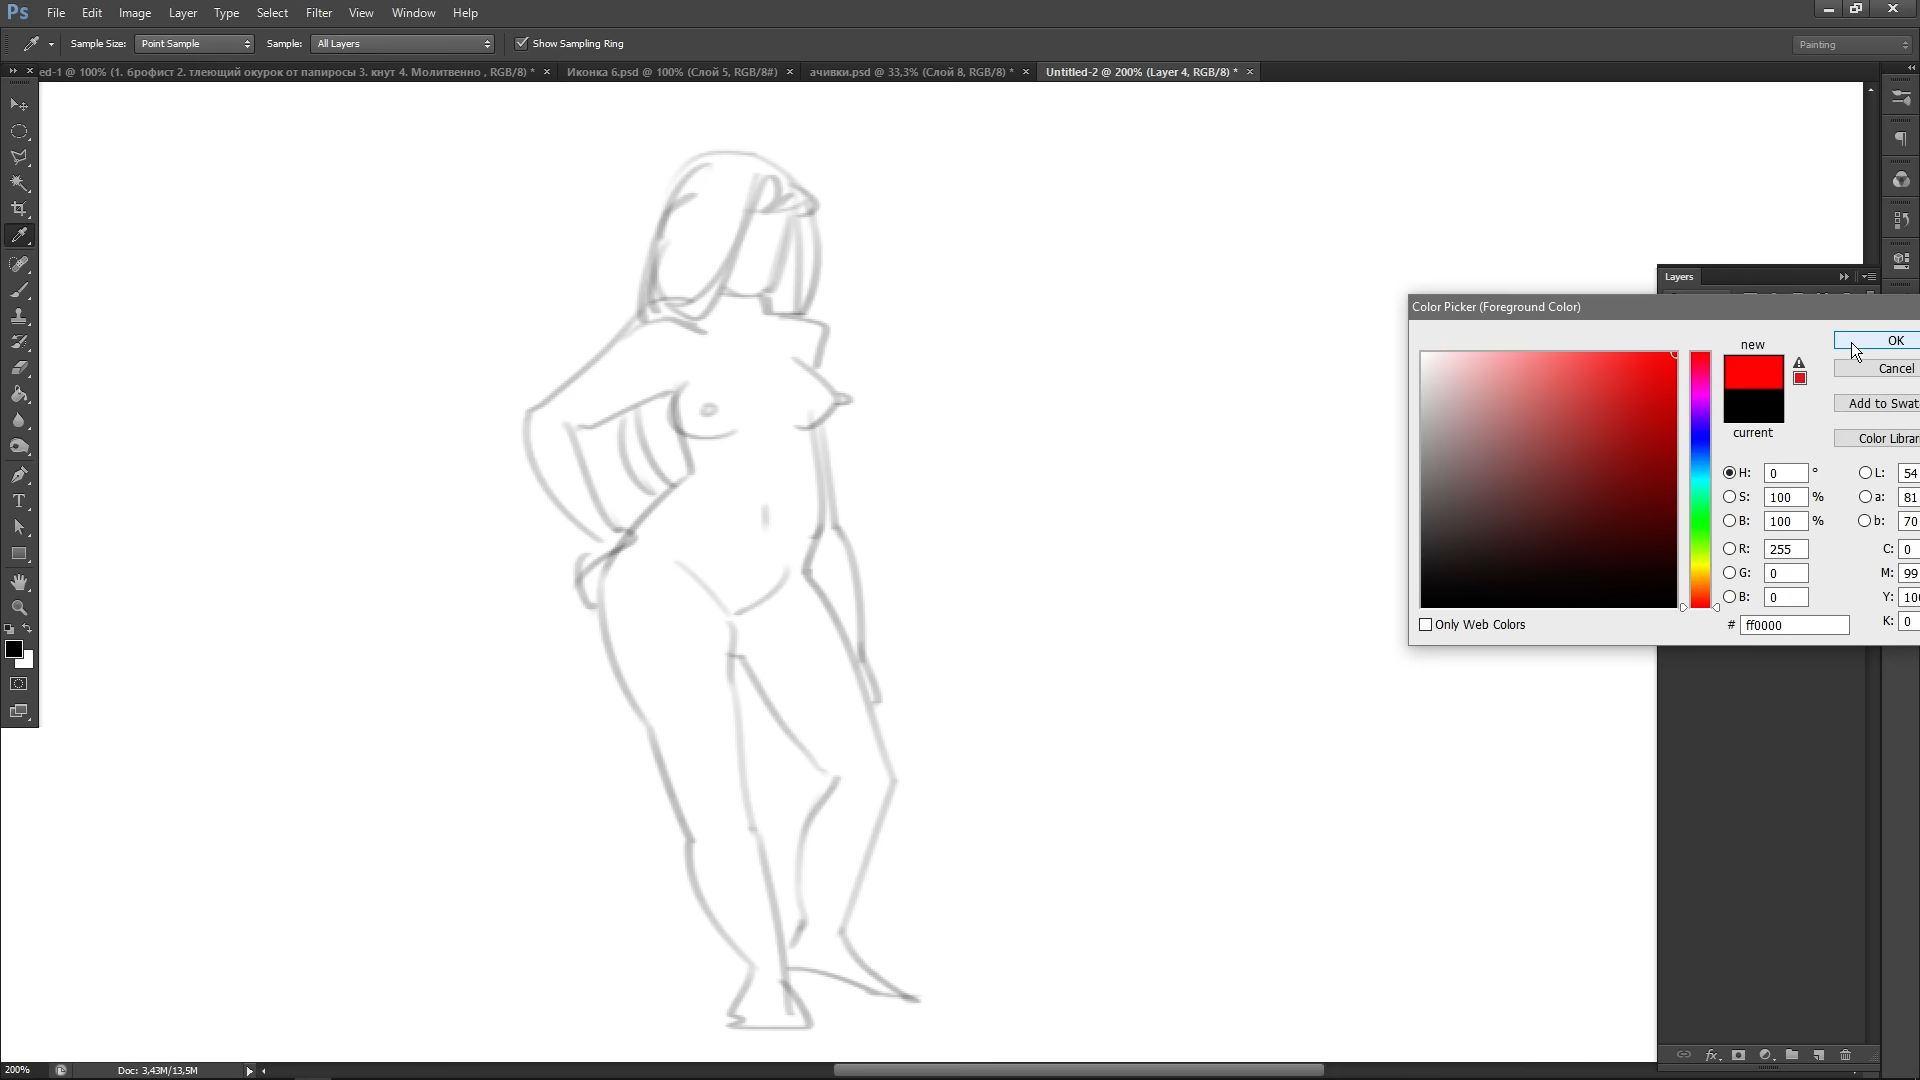 Ps File Edit Image Layer Type Select Filter View Window Help
Sample Size: Point Sample Sample: All Layers Show Sampling Ring Painting
ed-1 @ 100% (1. брофист 2. тлеющий окурок от папиросы 3. кнут 4. Молитвенно , RGB/8) * Иконка 6.psd @ 100% (Слой 5, RGB/8#) ачивки.psd @ 33,3% (Слой 8, RGB/8) * Untitled-2 @ 200% (Layer 4, RGB/8) *
Layers
Color Picker (Foreground Color)
new
OK
Cancel
Add to Swat
current
Color Librar
H: 0 ° L: 54
S: 100 % a: 81
B: 100 % b: 70
R: 255 C: 0
G: 0 M: 99
B: 0 Y: 100
Only Web Colors # ff0000 K: 0
200% Doc: 3,43M/13,5M